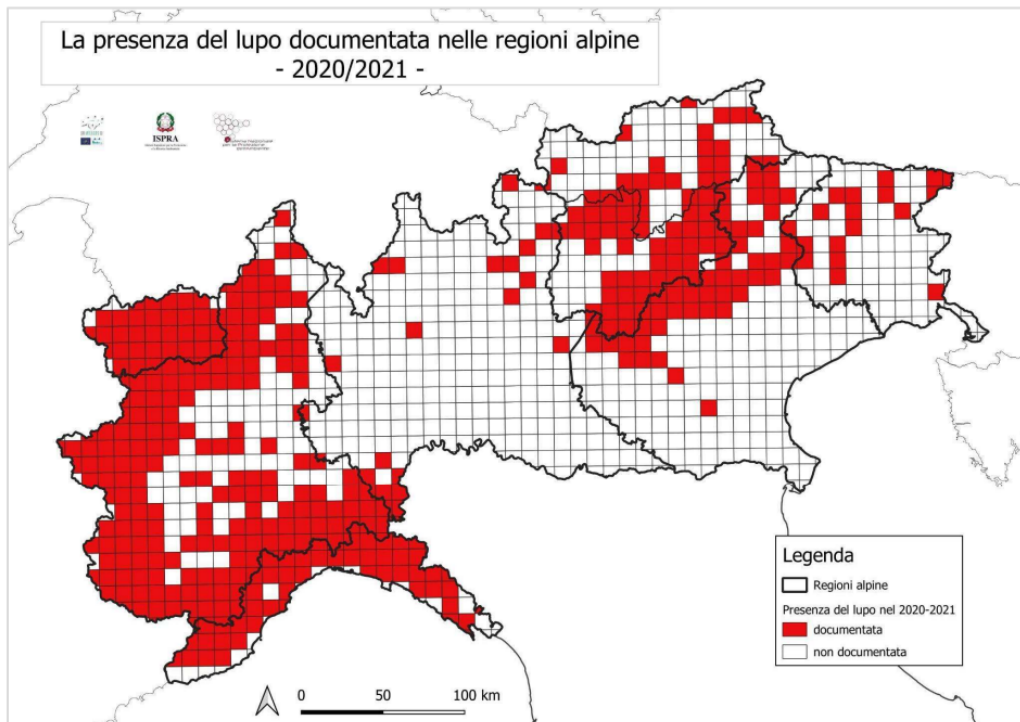 La presenza del lupo documentata nelle regioni alpine
- 2020/2021 -
ISPRA
Legenda
Regioni alpine
Presenza del lupo nel 2020-2021
documentata
non documentata
0 50 100 km